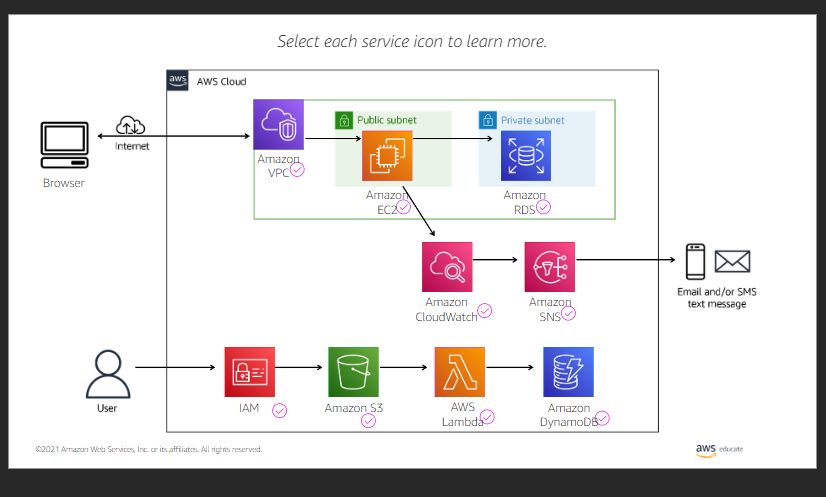 Select each service icon to learn more.
aws
AWS Cloud
Public subnet
Private subnet
Internet
Browser
Amazon
VPC
Amazon
EC2
Amazon
RDS
Amazon
CloudWatch
Amazon
SNS
Email and/or SMS
text message
User
IAM
Amazon S3
AWS
Lambda
Amazon
DynamoDB
©2021 Amazon Web Services, Inc. or its affiliates. All rights reserved.
aws educate